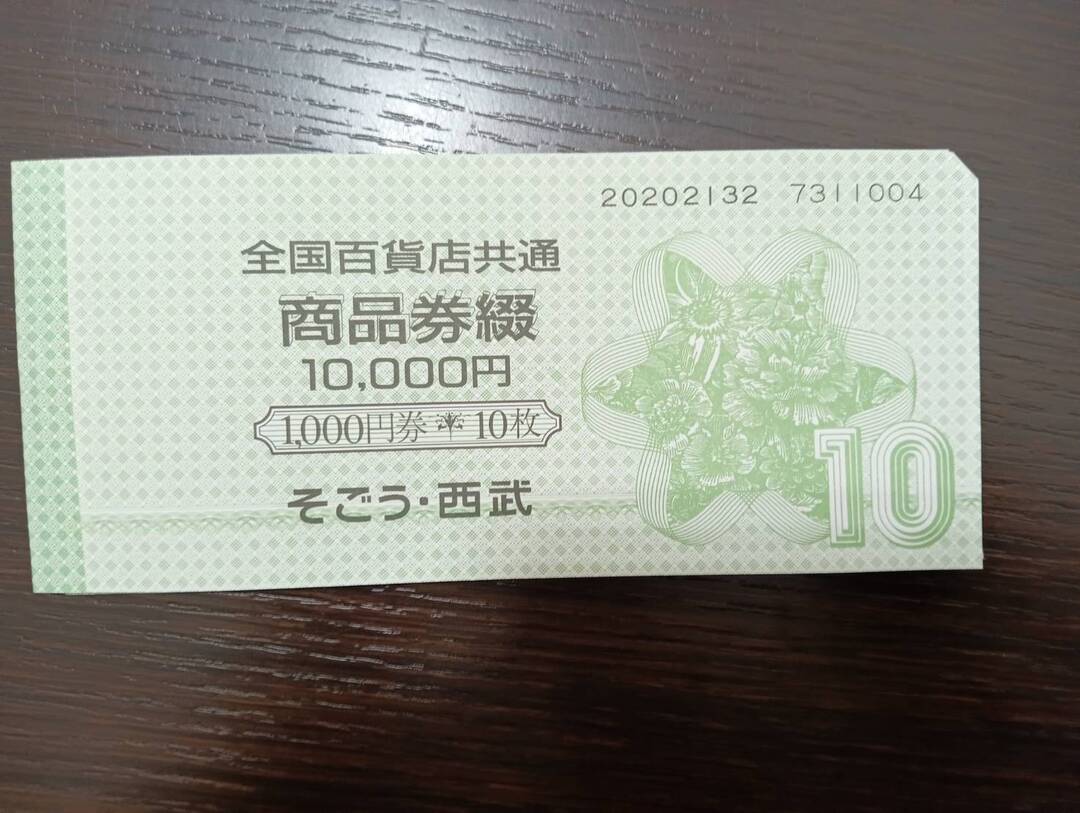 20202132 7311004
全国百貨店共通
商品券綴
10,000円
1,000円券 10枚
そごう・西武
10